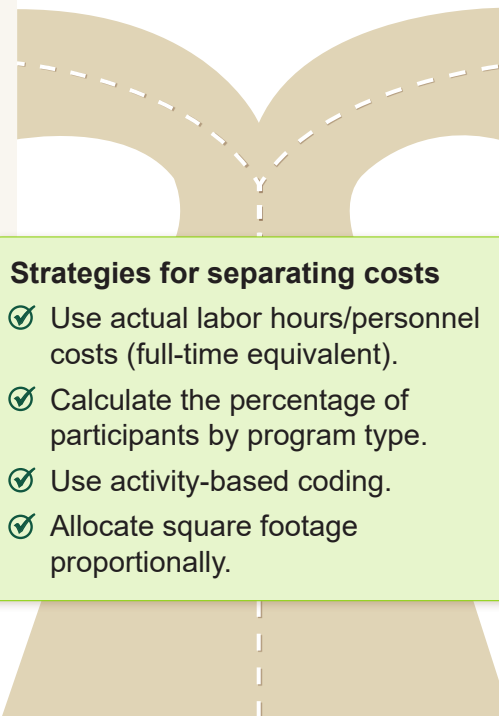 Strategies for separating costs
Use actual labor hours/personnel
costs (full-time equivalent).
Calculate the percentage of
participants by program type.
Use activity-based coding.
Allocate square footage
proportionally.